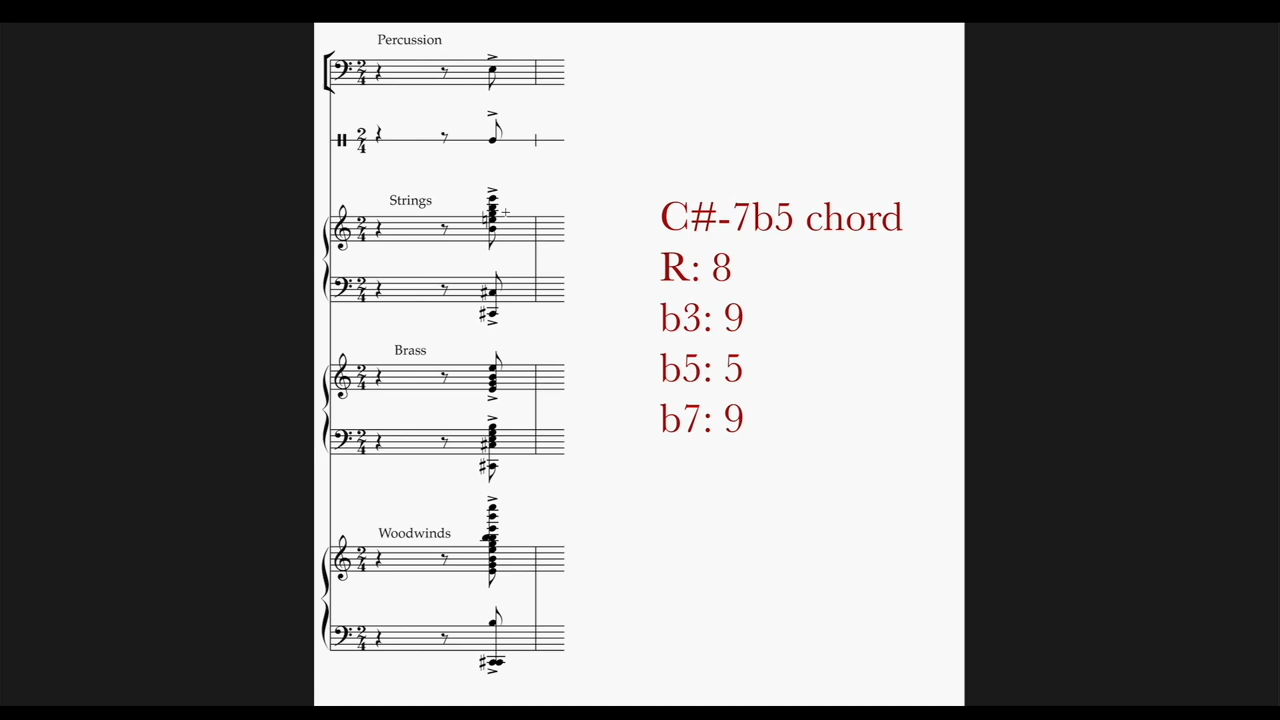 Percussion
Strings
Brass
Woodwinds
C#-7b5 chord
R: 8
b3: 9
b5: 5
b7: 9